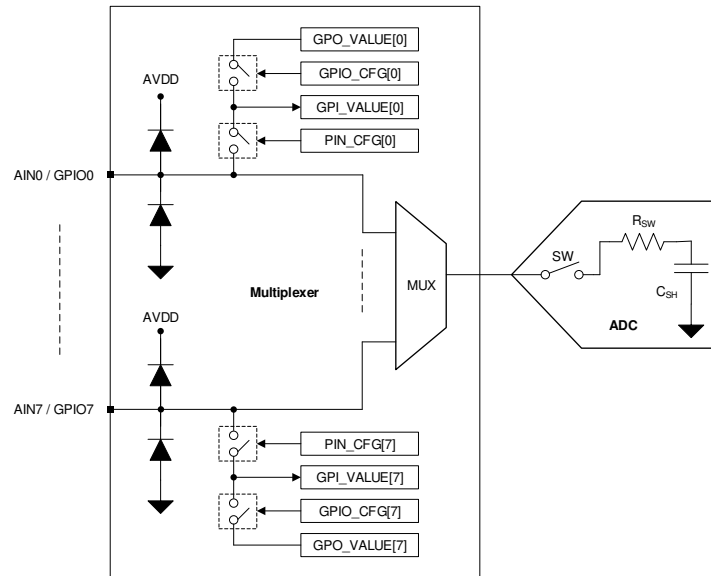 GPO_VALUE[0]
GPIO_CFG[0]
AVDD
GPI_VALUE[0]
PIN_CFG[0]
AIN0 / GPIO0
RSW
SW
MUX
Multiplexer
CSH
AVDD
ADC
AIN7 / GPIO7
PIN_CFG[7]
GPI_VALUE[7]
GPIO_CFG[7]
GPO_VALUE[7]